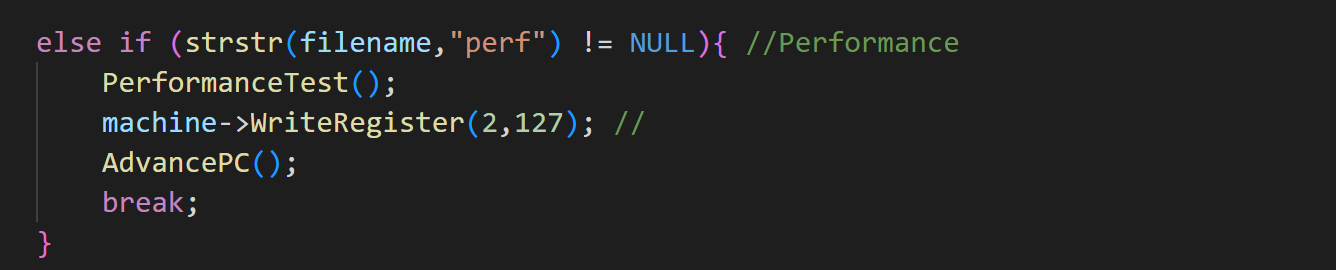 else if (strstr(filename,"perf") != NULL){ //Performance
    PerformanceTest();
    machine->WriteRegister(2,127); //
    AdvancePC();
    break;
}